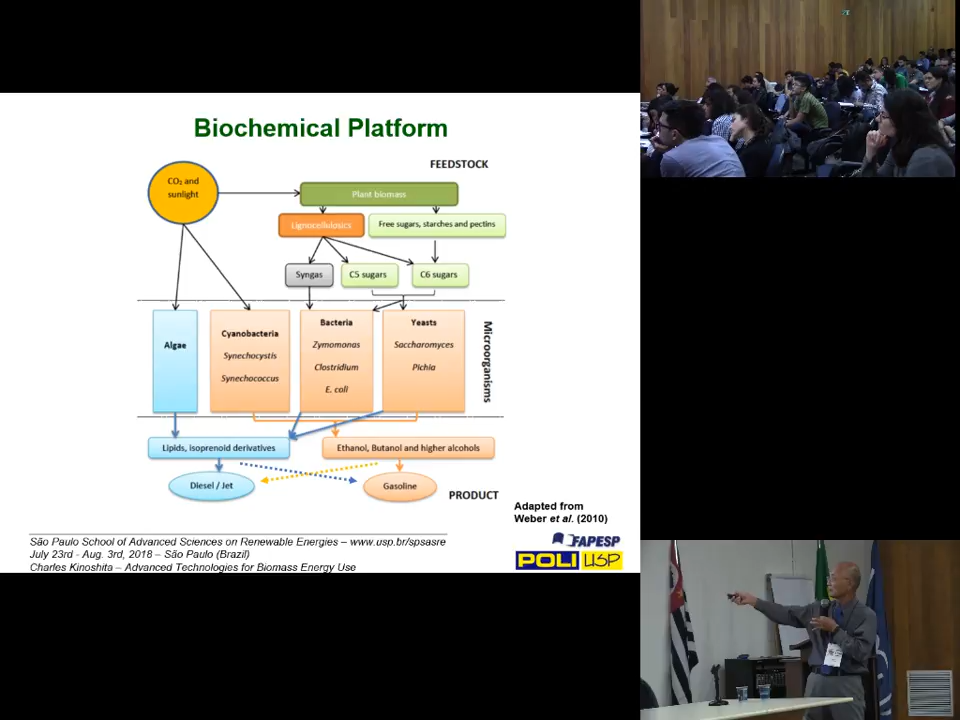 Biochemical Platform
FEEDSTOCK
CO₂ and
sunlight
Plant biomass
Lignocellulosics
Free sugars, starches and pectins
Syngas
C5 sugars
C6 sugars
Algae
Cyanobacteria
Synechocystis
Synechococcus
Bacteria
Zymomonas
Clostridium
E. coli
Yeasts
Saccharomyces
Pichia
Microorganisms
Lipids, isoprenoid derivatives
Ethanol, Butanol and higher alcohols
Diesel / Jet
Gasoline
PRODUCT
Adapted from
Weber et al. (2010)
São Paulo School of Advanced Sciences on Renewable Energies – www.usp.br/spsasre
July 23rd - Aug. 3rd, 2018 – São Paulo (Brazil)
Charles Kinoshita – Advanced Technologies for Biomass Energy Use
FAPESP
POLI USP